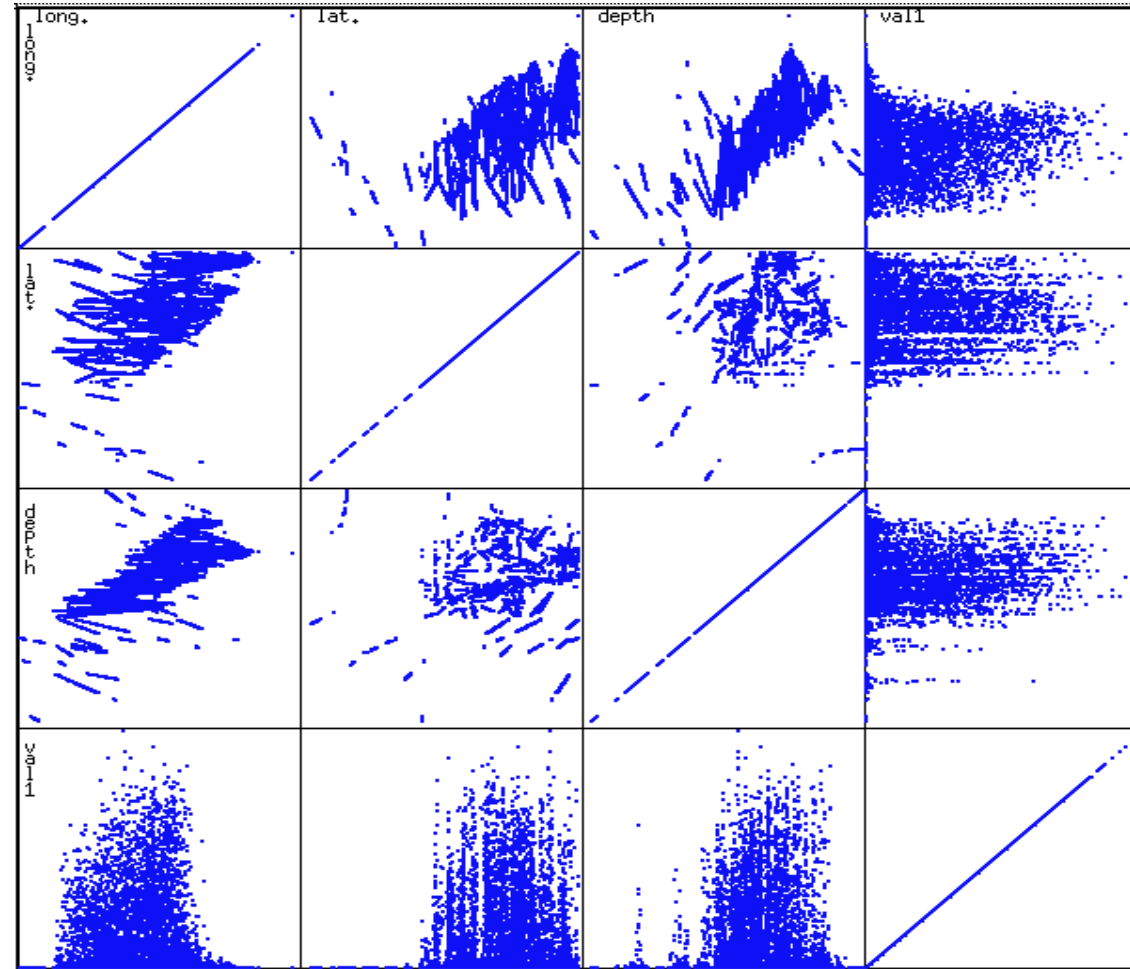 long.
lat.
depth
val1
long.
lat.
depth
val1